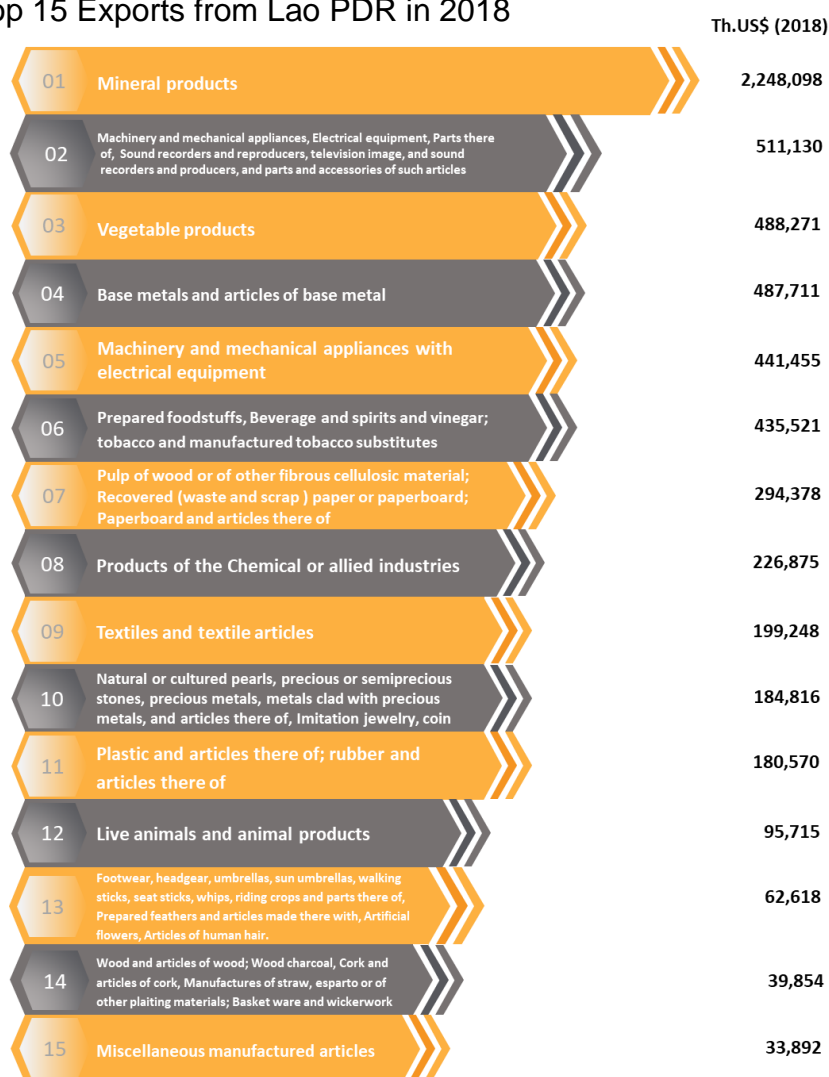 op 15 Exports from Lao PDR in 2018
Th.US$ (2018)
01 Mineral products 2,248,098
02 Machinery and mechanical appliances, Electrical equipment, Parts there
of, Sound recorders and reproducers, television image, and sound
recorders and producers, and parts and accessories of such articles
511,130
03 Vegetable products 488,271
04 Base metals and articles of base metal 487,711
05 Machinery and mechanical appliances with
electrical equipment
441,455
06 Prepared foodstuffs, Beverage and spirits and vinegar;
tobacco and manufactured tobacco substitutes
435,521
07 Pulp of wood or of other fibrous cellulosic material;
Recovered (waste and scrap ) paper or paperboard;
Paperboard and articles there of
294,378
08 Products of the Chemical or allied industries 226,875
09 Textiles and textile articles 199,248
10 Natural or cultured pearls, precious or semiprecious
stones, precious metals, metals clad with precious
metals, and articles there of, Imitation jewelry, coin
184,816
11 Plastic and articles there of; rubber and
articles there of
180,570
12 Live animals and animal products 95,715
13 Footwear, headgear, umbrellas, sun umbrellas, walking
sticks, seat sticks, whips, riding crops and parts there of,
Prepared feathers and articles made there with, Artificial
flowers, Articles of human hair.
62,618
14 Wood and articles of wood; Wood charcoal, Cork and
articles of cork, Manufactures of straw, esparto or of
other plaiting materials; Basket ware and wickerwork
39,854
15 Miscellaneous manufactured articles 33,892